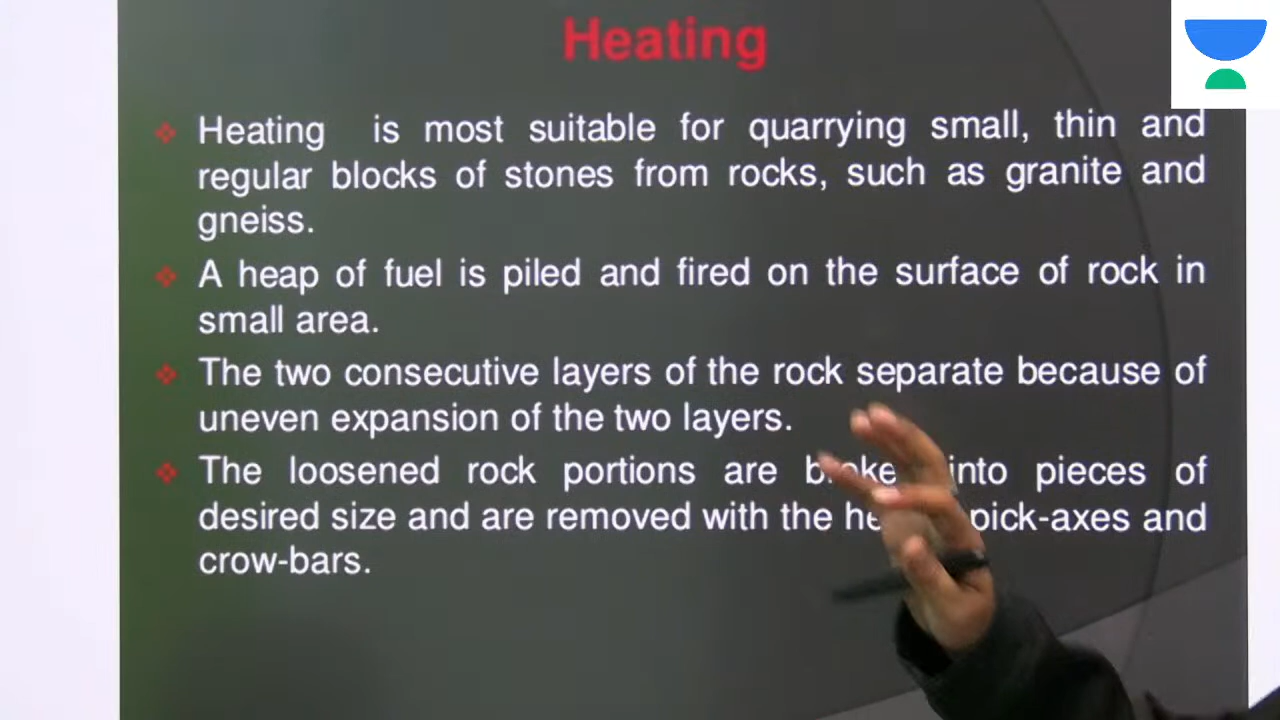 Heating
Heating is most suitable for quarrying small, thin and
regular blocks of stones from rocks, such as granite and
gneiss.
A heap of fuel is piled and fired on the surface of rock in
small area.
The two consecutive layers of the rock separate because of
uneven expansion of the two layers.
The loosened rock portions are into pieces of
desired size and are removed with the pick-axes and
crow-bars.